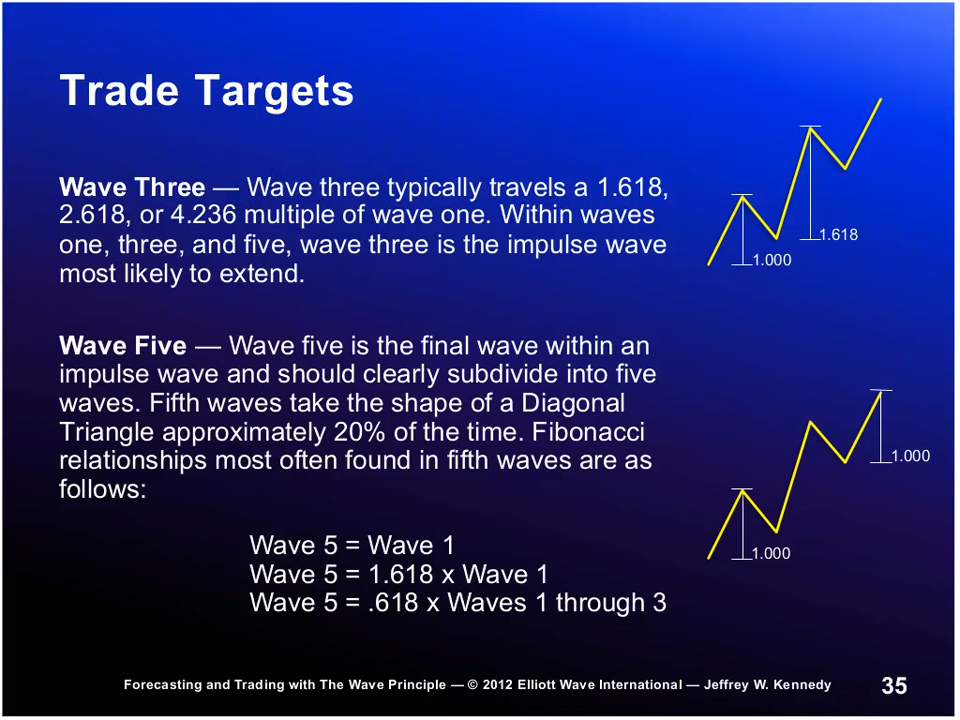 Trade Targets
Wave Three — Wave three typically travels a 1.618,
2.618, or 4.236 multiple of wave one. Within waves
one, three, and five, wave three is the impulse wave
most likely to extend.
1.618
1.000
Wave Five — Wave five is the final wave within an
impulse wave and should clearly subdivide into five
waves. Fifth waves take the shape of a Diagonal
Triangle approximately 20% of the time. Fibonacci
relationships most often found in fifth waves are as
follows:
Wave 5 = Wave 1
Wave 5 = 1.618 x Wave 1
Wave 5 = .618 x Waves 1 through 3
1.000
1.000
Forecasting and Trading with The Wave Principle — © 2012 Elliott Wave International — Jeffrey W. Kennedy
35